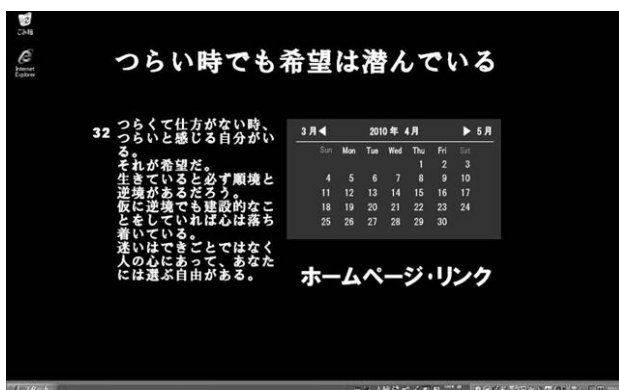 ごみ箱
Internet
Explorer
つらい時でも希望は潜んでいる
32
つらくて仕方がない時、
つらいと感じる自分がい
る。
それが希望だ。
生きていると必ず順境と
逆境があるだろう。
仮に逆境でも建設的なこ
とをしていれば心は落ち
着いている。
迷いはできごとではなく
人の心にあって、あなた
には選ぶ自由がある。
3月◀ 2010年 4月 ▶ 5月
Sun Mon Tue Wed Thu Fri Sat
1 2 3
4 5 6 7 8 9 10
11 12 13 14 15 16 17
18 19 20 21 22 23 24
25 26 27 28 29 30
ホームページ・リンク
スタート